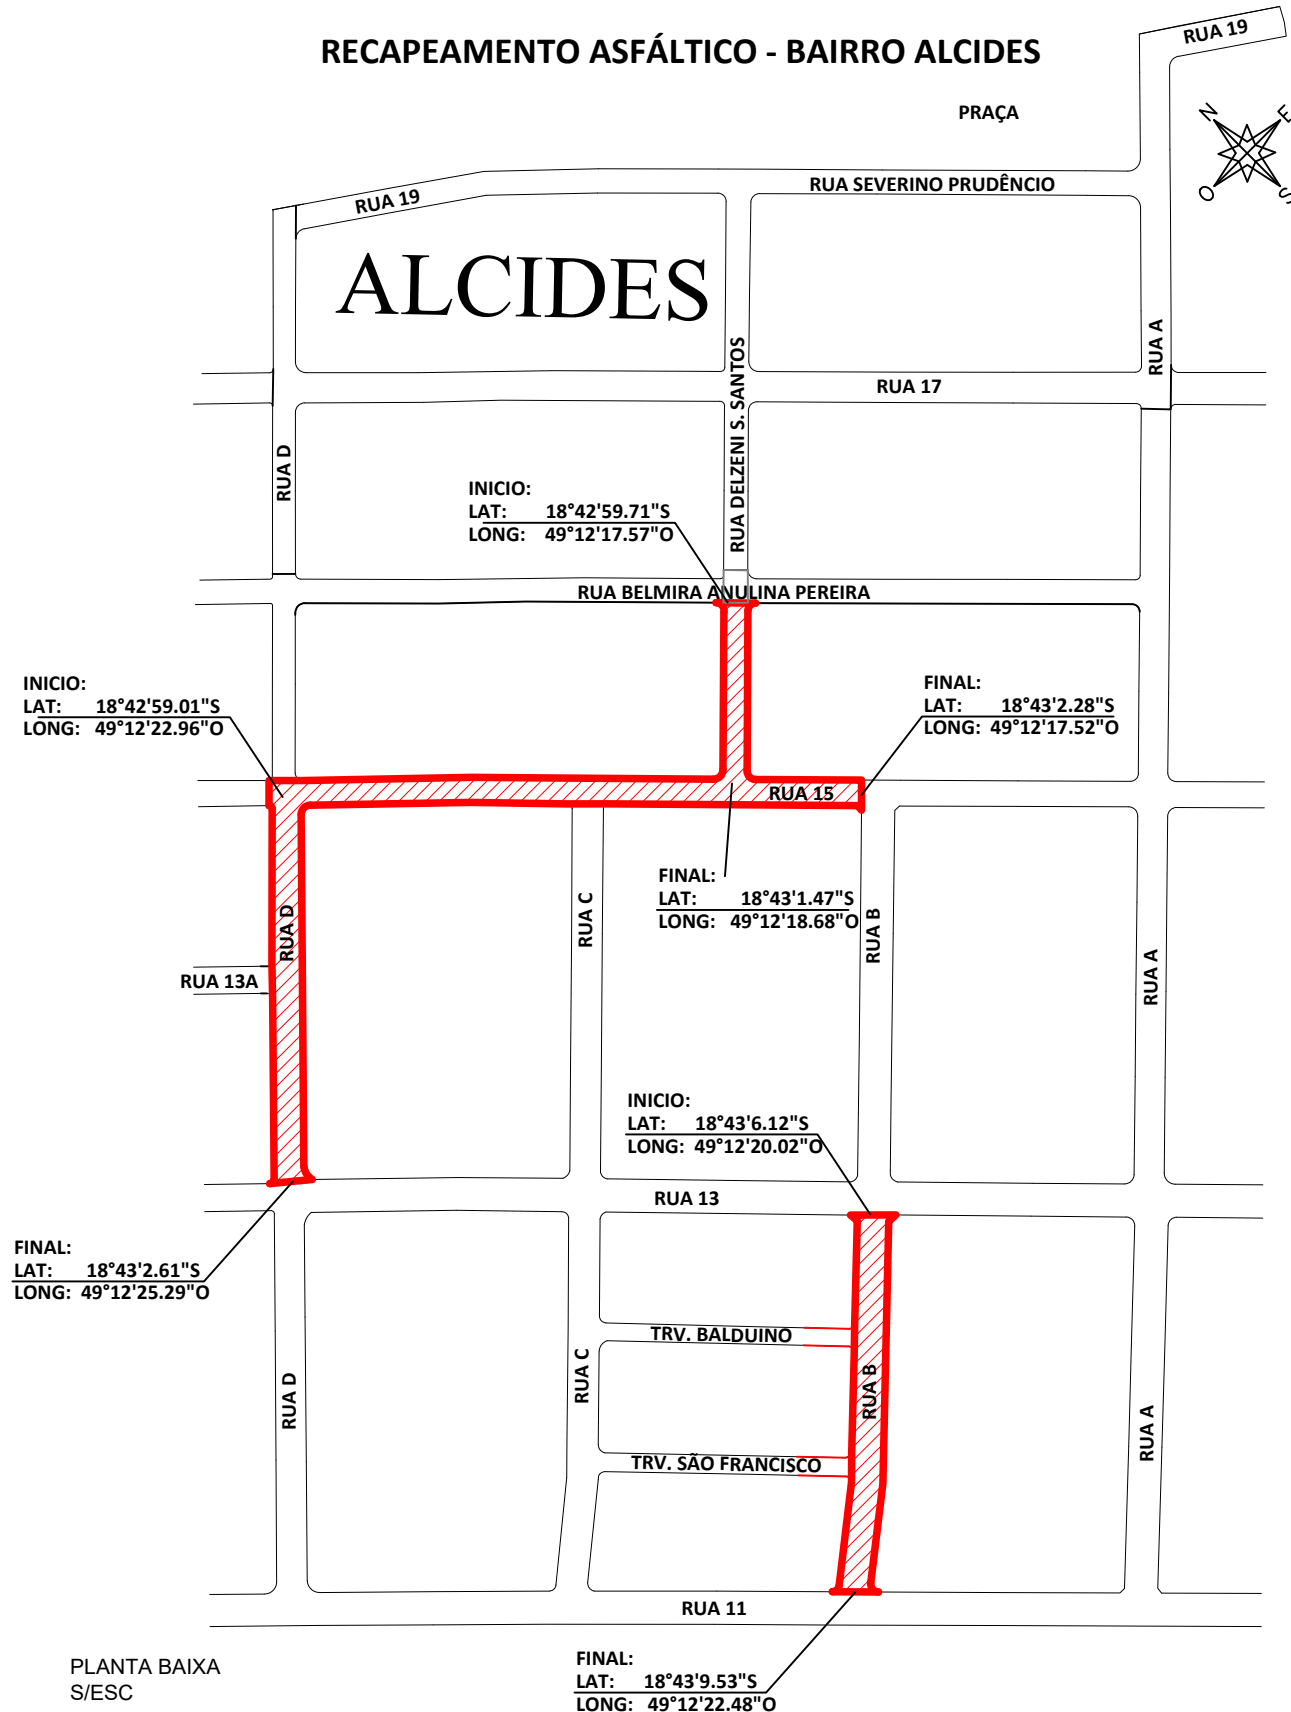 RECAPEAMENTO ASFÁLTICO - BAIRRO ALCIDES
RUA 19
PRAÇA
N
E
O
S
RUA SEVERINO PRUDÊNCIO
RUA 19
ALCIDES
RUA A
RUA 17
RUA DELZENI S. SANTOS
RUA D
INICIO:
LAT: 18°42'59.71"S
LONG: 49°12'17.57"O
RUA BELMIRA ANULINA PEREIRA
INICIO:
LAT: 18°42'59.01"S
LONG: 49°12'22.96"O
FINAL:
LAT: 18°43'2.28"S
LONG: 49°12'17.52"O
RUA 15
FINAL:
LAT: 18°43'1.47"S
LONG: 49°12'18.68"O
RUA D
RUA C
RUA B
RUA A
RUA 13A
INICIO:
LAT: 18°43'6.12"S
LONG: 49°12'20.02"O
RUA 13
FINAL:
LAT: 18°43'2.61"S
LONG: 49°12'25.29"O
TRV. BALDUINO
RUA D
RUA C
RUA B
RUA A
TRV. SÃO FRANCISCO
RUA 11
PLANTA BAIXA
S/ESC
FINAL:
LAT: 18°43'9.53"S
LONG: 49°12'22.48"O